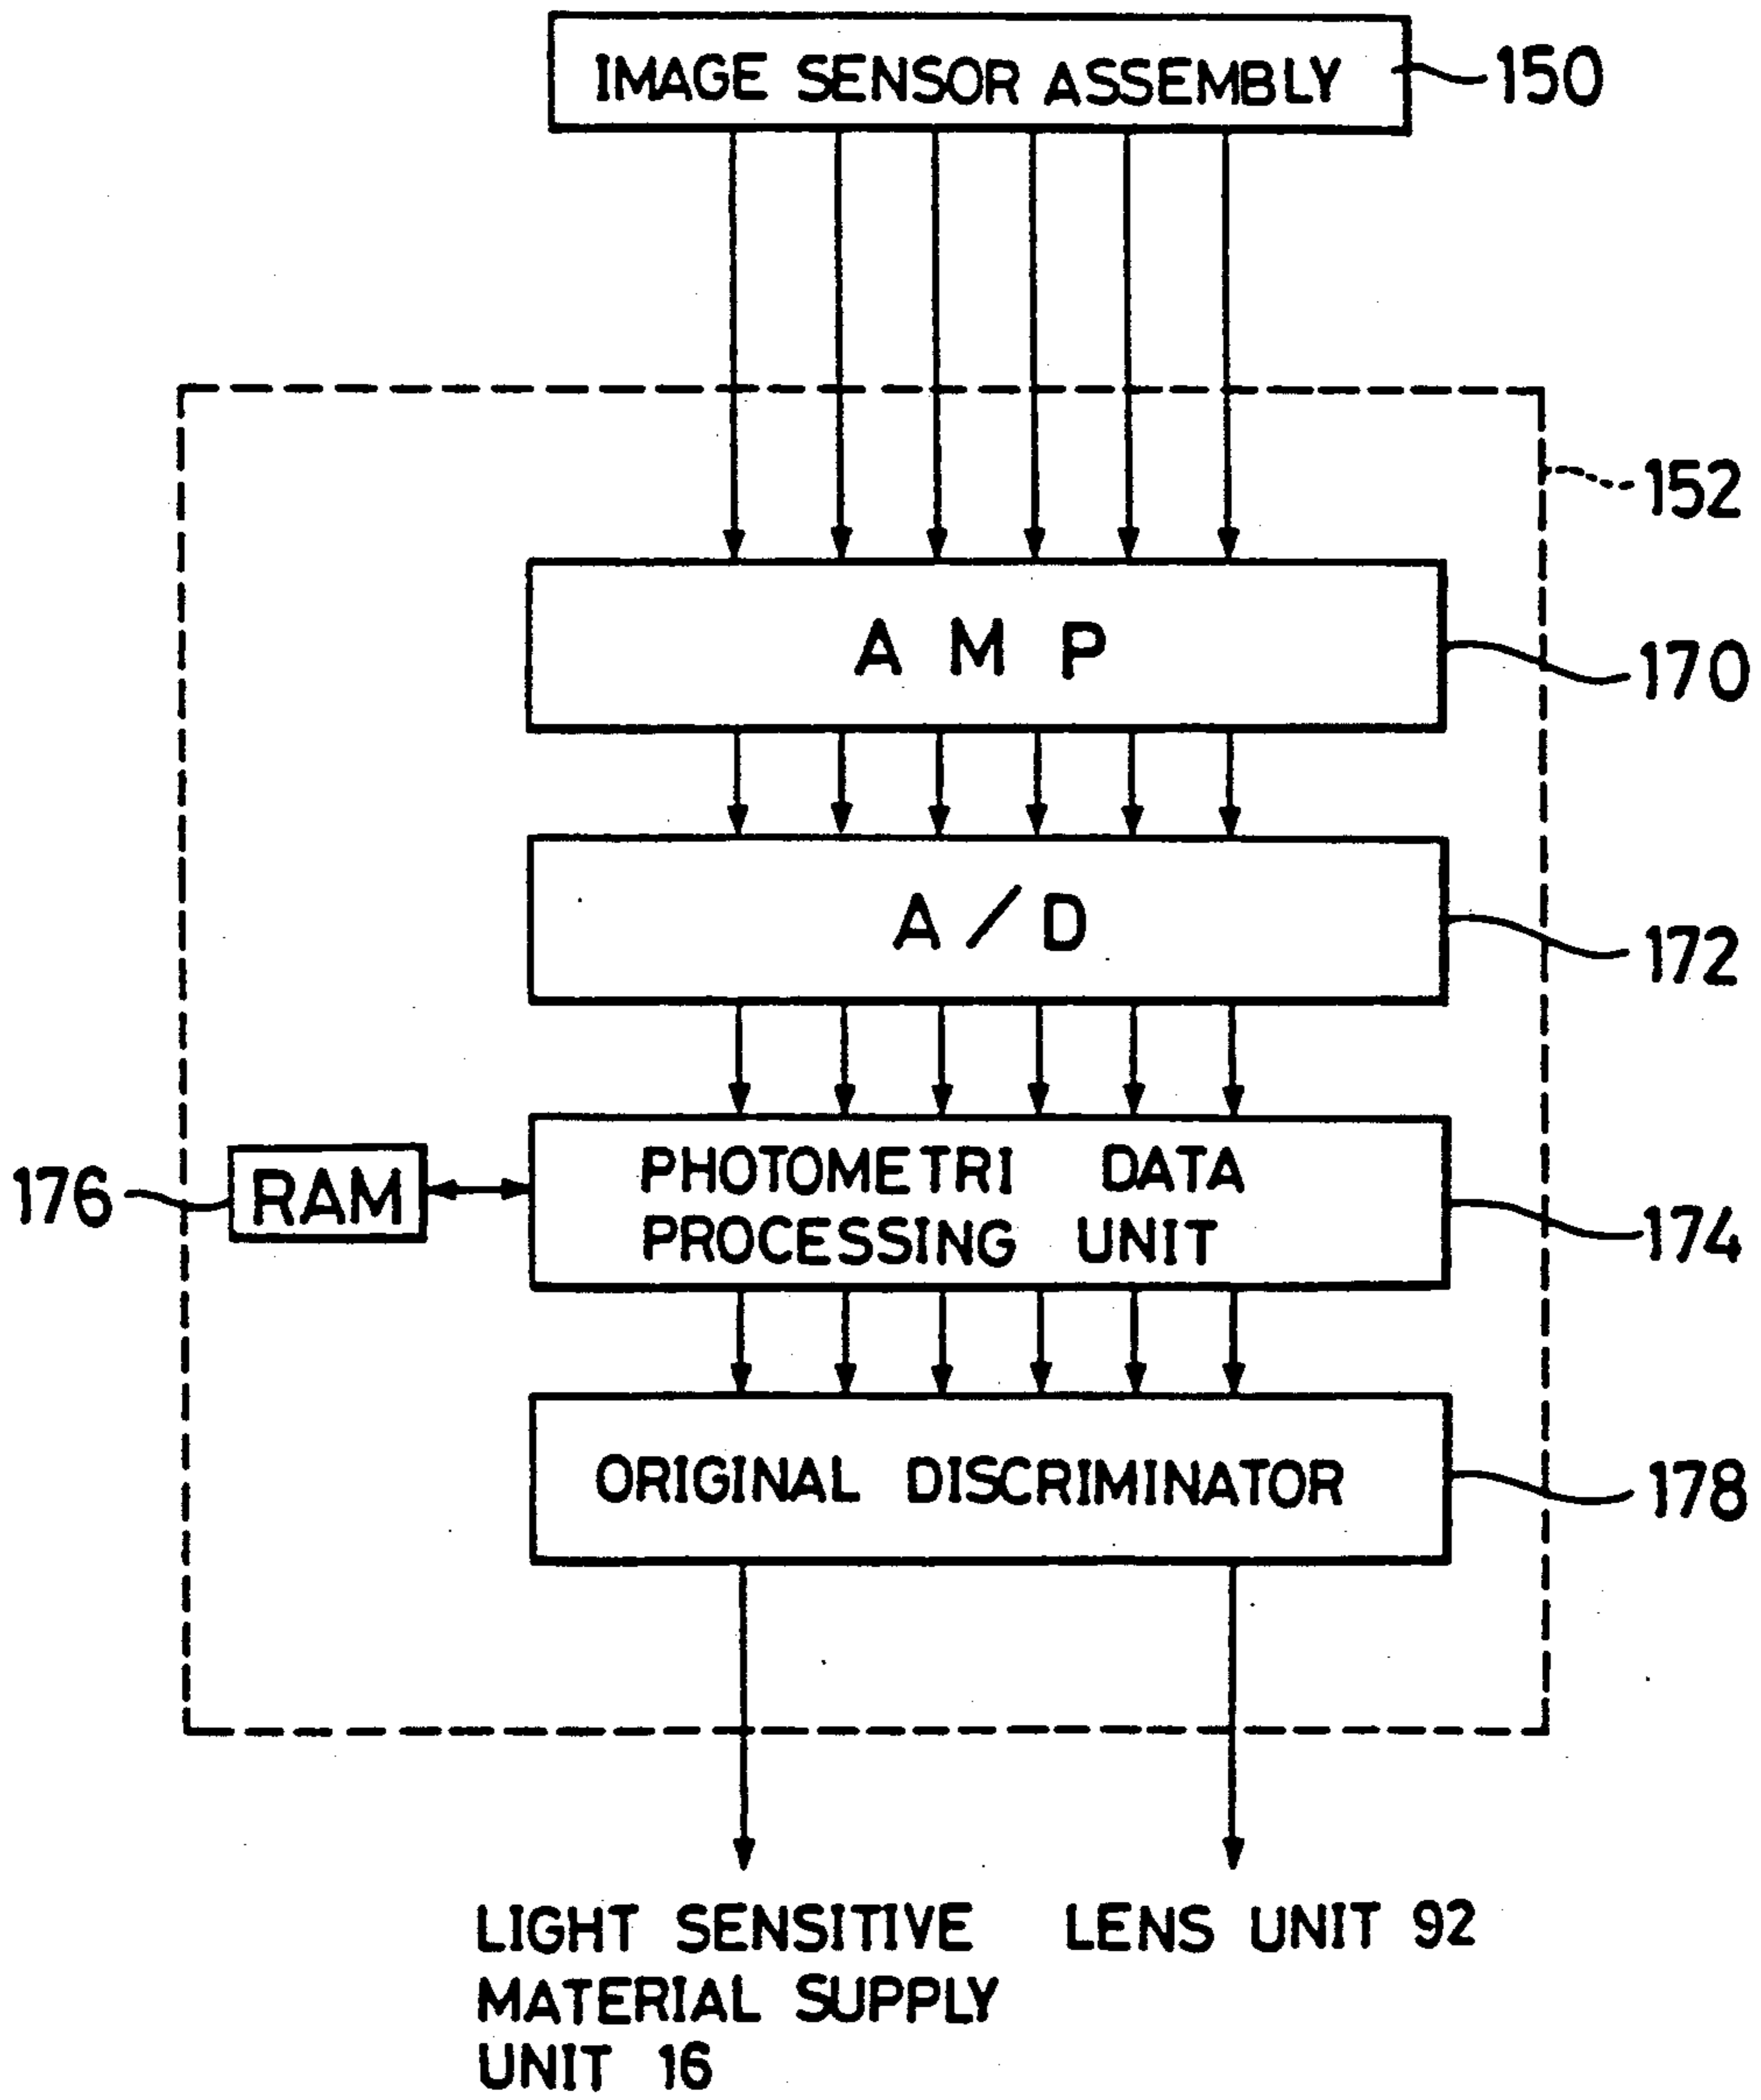 IMAGE SENSOR ASSEMBLY
150
152
A M P
170
A/D
172
176
RAM
PHOTOMETRI DATA
PROCESSING UNIT
174
ORIGINAL DISCRIMINATOR
178
LIGHT SENSITIVE
MATERIAL SUPPLY
UNIT 16
LENS UNIT 92